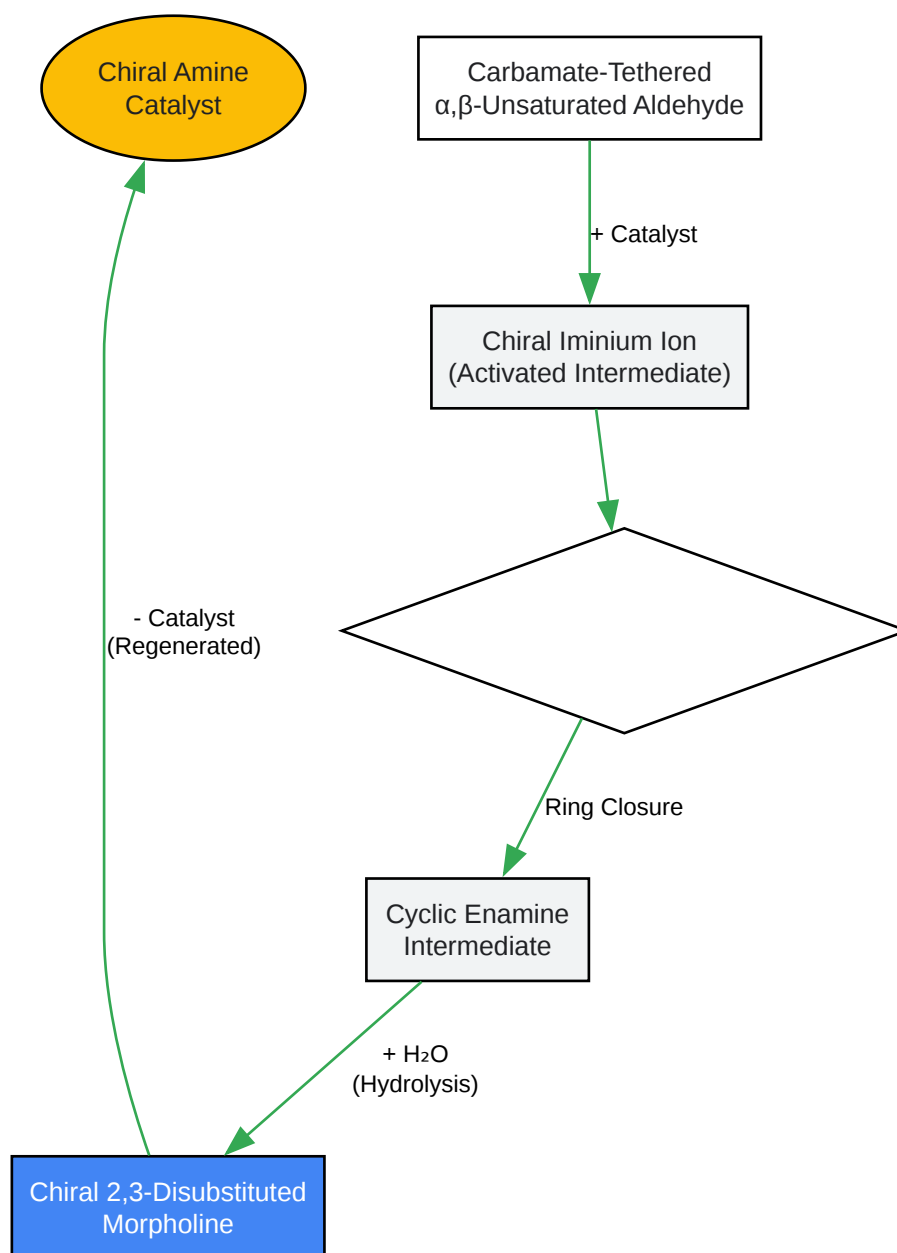 Chiral Amine
Catalyst
Carbamate-Tethered
α,β-Unsaturated Aldehyde
+ Catalyst
Chiral Iminium Ion
(Activated Intermediate)
- Catalyst
(Regenerated)
Ring Closure
Cyclic Enamine
Intermediate
+ H₂O
(Hydrolysis)
Chiral 2,3-Disubstituted
Morpholine